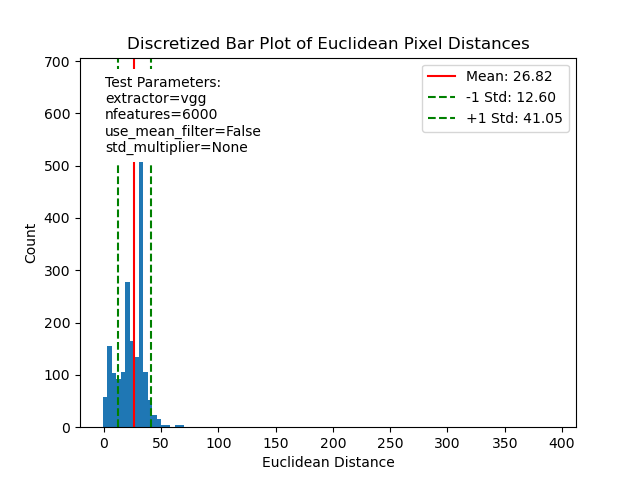 Discretized Bar Plot of Euclidean Pixel Distances
Test Parameters:
extractor=vgg
nfeatures=6000
use_mean_filter=False
std_multiplier=None
Mean: 26.82
-1 Std: 12.60
+1 Std: 41.05
700
600
500
400
300
200
100
0
Count
0 50 100 150 200 250 300 350 400
Euclidean Distance